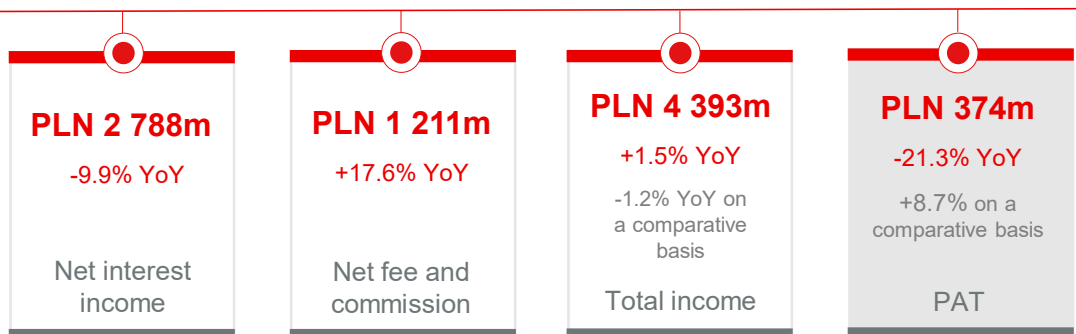 PLN 2 788m
-9.9% YoY
Net interest
income
PLN 1 211m
+17.6% YoY
Net fee and
commission
PLN 4 393m
+1.5% YoY
-1.2% YoY on
a comparative
basis
Total income
PLN 374m
-21.3% YoY
+8.7% on a
comparative basis
PAT